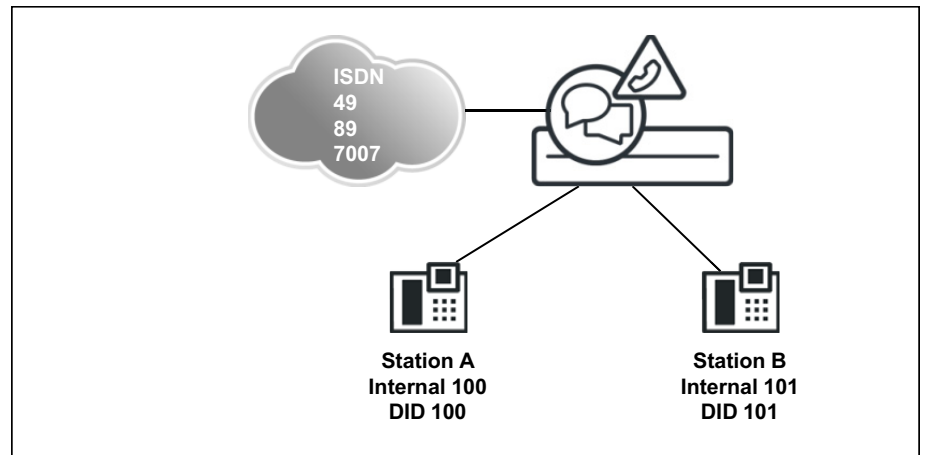 ISDN
49
89
7007
Station A
Internal 100
DID 100
Station B
Internal 101
DID 101